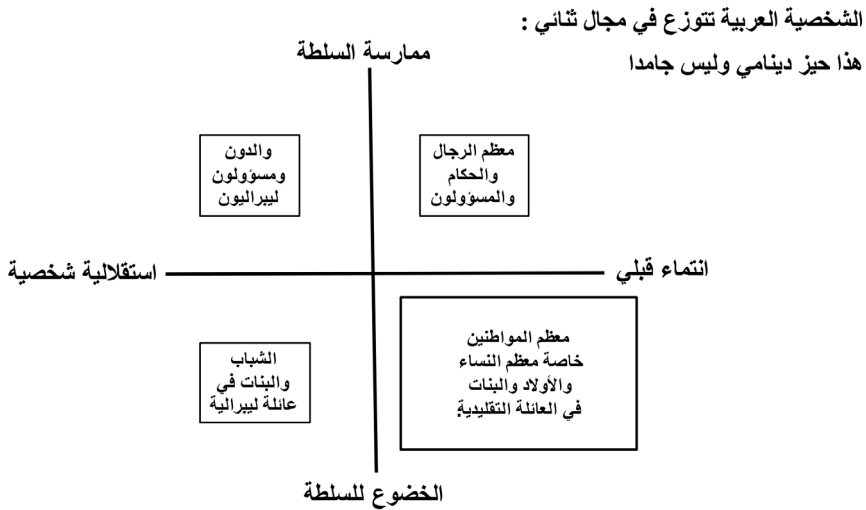 الشخصية العربية تتوزع في مجال ثنائي :
هذا حيز دينامي وليس جامدا
ممارسة السلطة
معظم الرجال
والحكام
والمسؤولون
والدون
ومسؤولون
ليبراليون
انتماء قبلي
استقلالية شخصية
معظم المواطنين
خاصة معظم النساء
والأولاد والبنات
في العائلة التقليدية.
الشباب
والبنات في
عائلة ليبرالية
الخضوع للسلطة